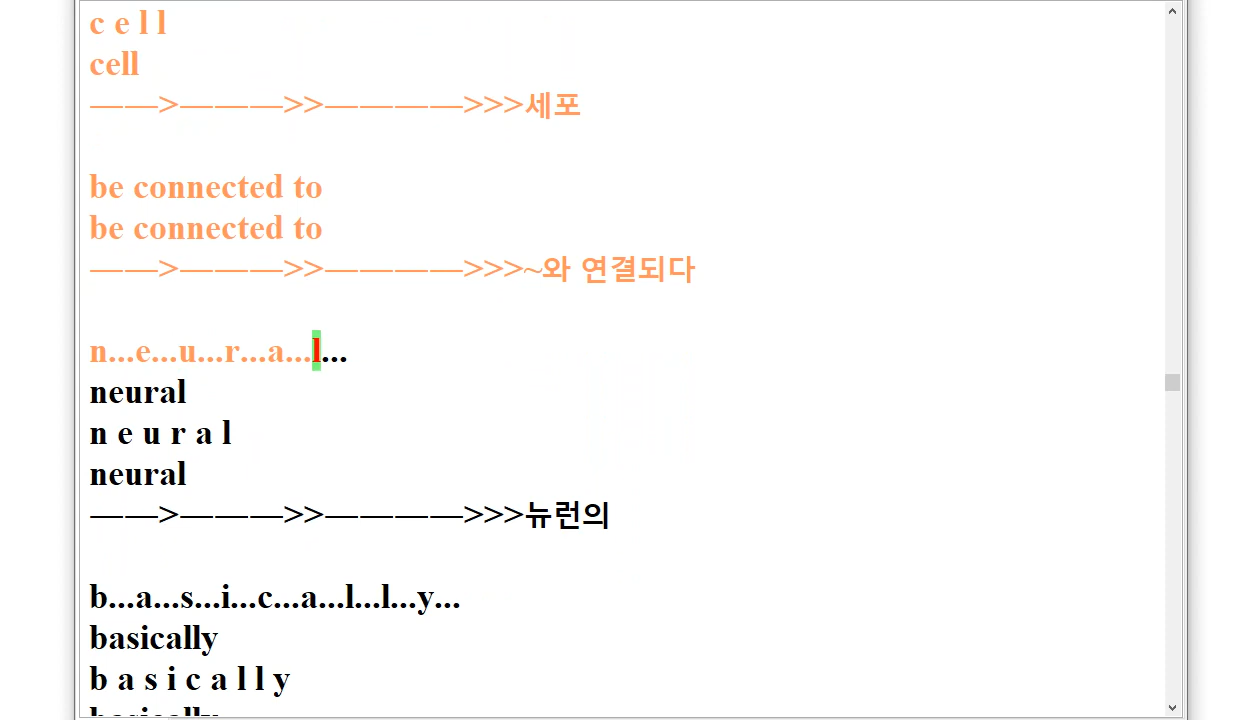 c e l l
cell
——>———>>————>>>세포
be connected to
be connected to
——>———>>————>>>~와 연결되다
n...e...u...r...a...l...
neural
n e u r a l
neural
——>———>>————>>>뉴런의
b...a...s...i...c...a...l...l...y...
basically
b a s i c a l l y
basically